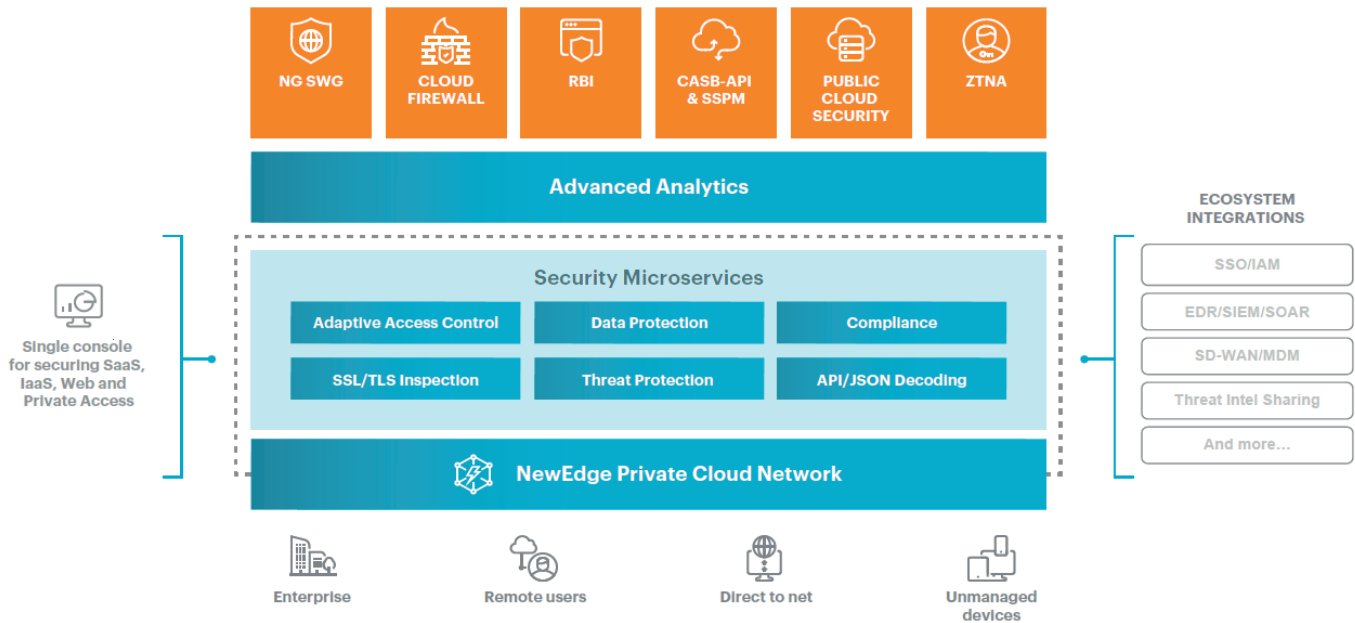 NG SWG
CLOUD
FIREWALL
RBI
CASB-API
& SSPM
PUBLIC
CLOUD
SECURITY
ZTNA
Advanced Analytics
Single console
for securing SaaS,
IaaS, Web and
Private Access
Security Microservices
Adaptive Access Control
Data Protection
Compliance
SSL/TLS Inspection
Threat Protection
API/JSON Decoding
NewEdge Private Cloud Network
ECOSYSTEM
INTEGRATIONS
SSO/IAM
EDR/SIEM/SOAR
SD-WAN/MDM
Threat Intel Sharing
And more...
Enterprise
Remote users
Direct to net
Unmanaged
devices